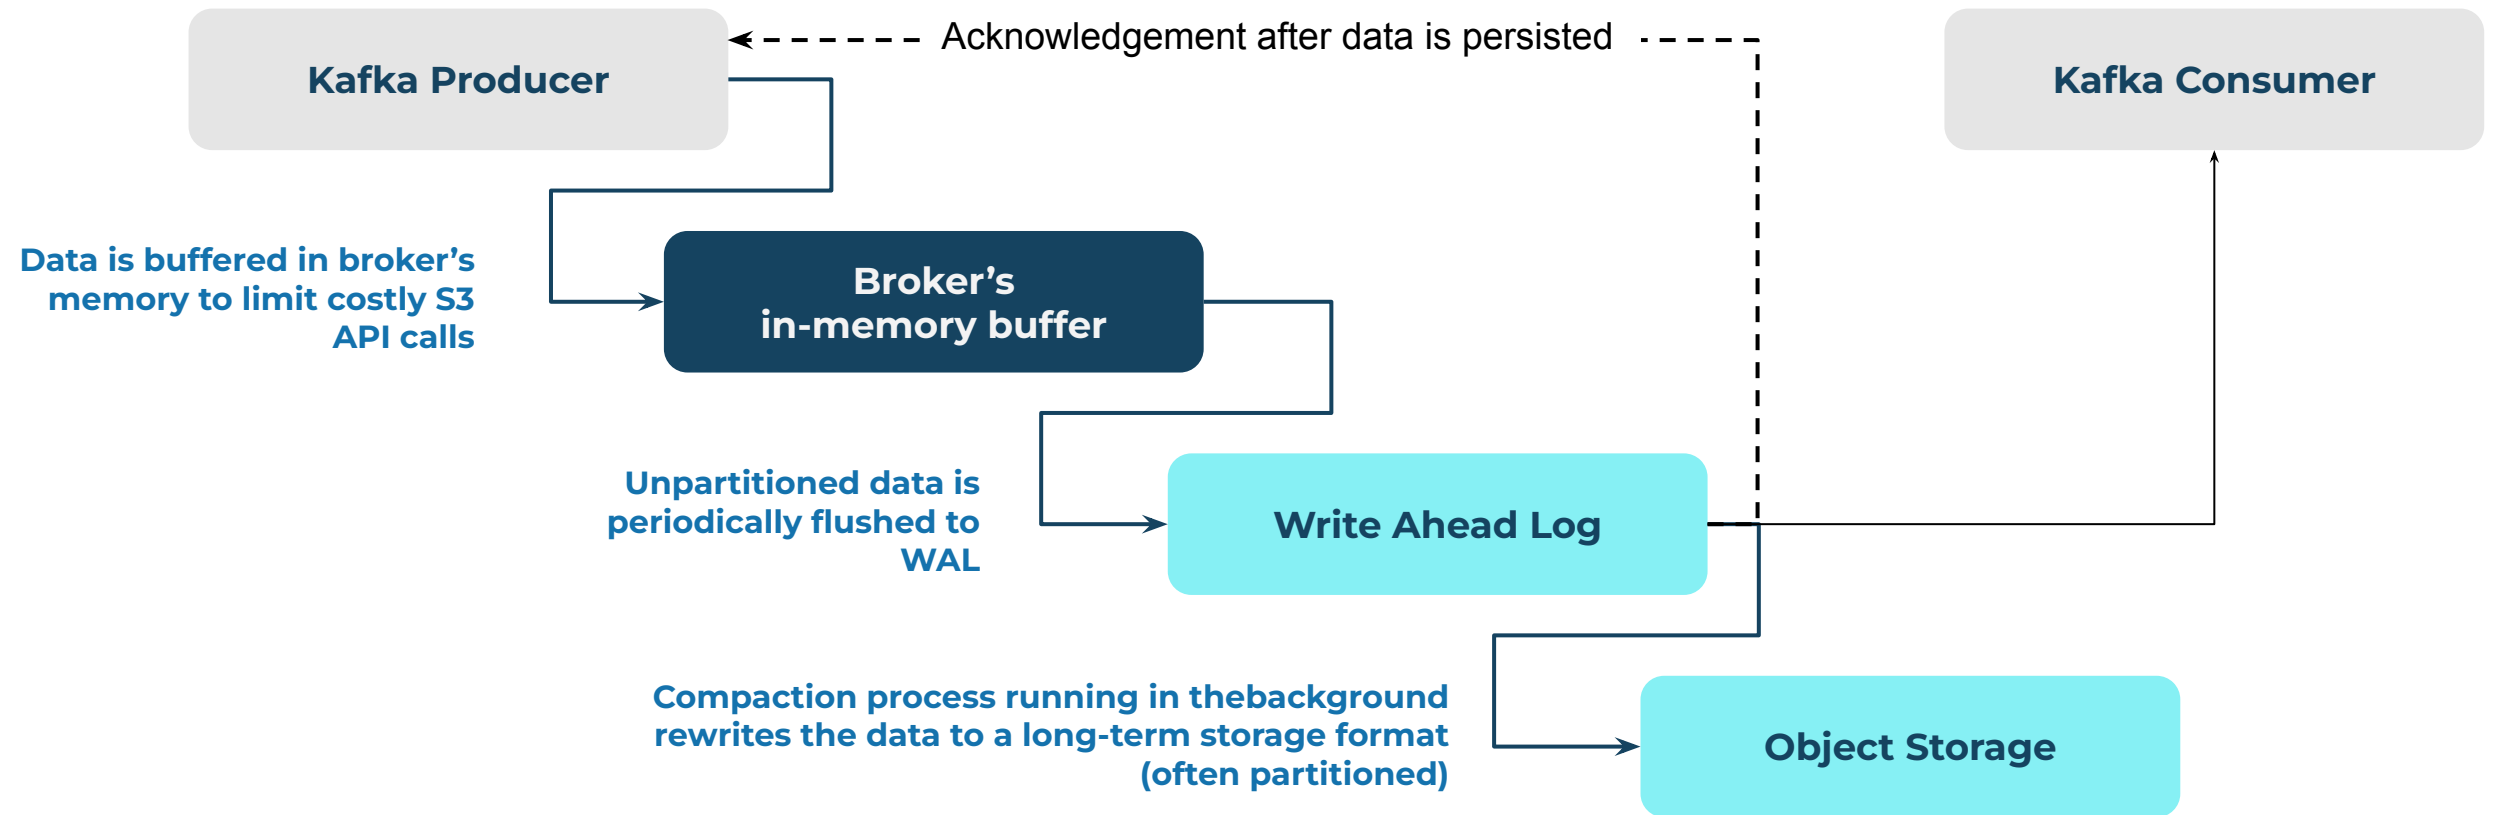 Acknowledgement after data is persisted
Kafka Producer
Kafka Consumer
Data is buffered in broker’s
memory to limit costly S3
API calls
Broker’s
in-memory buffer
Unpartitioned data is
periodically flushed to
WAL
Write Ahead Log
Compaction process running in thebackground
rewrites the data to a long-term storage format
(often partitioned)
Object Storage